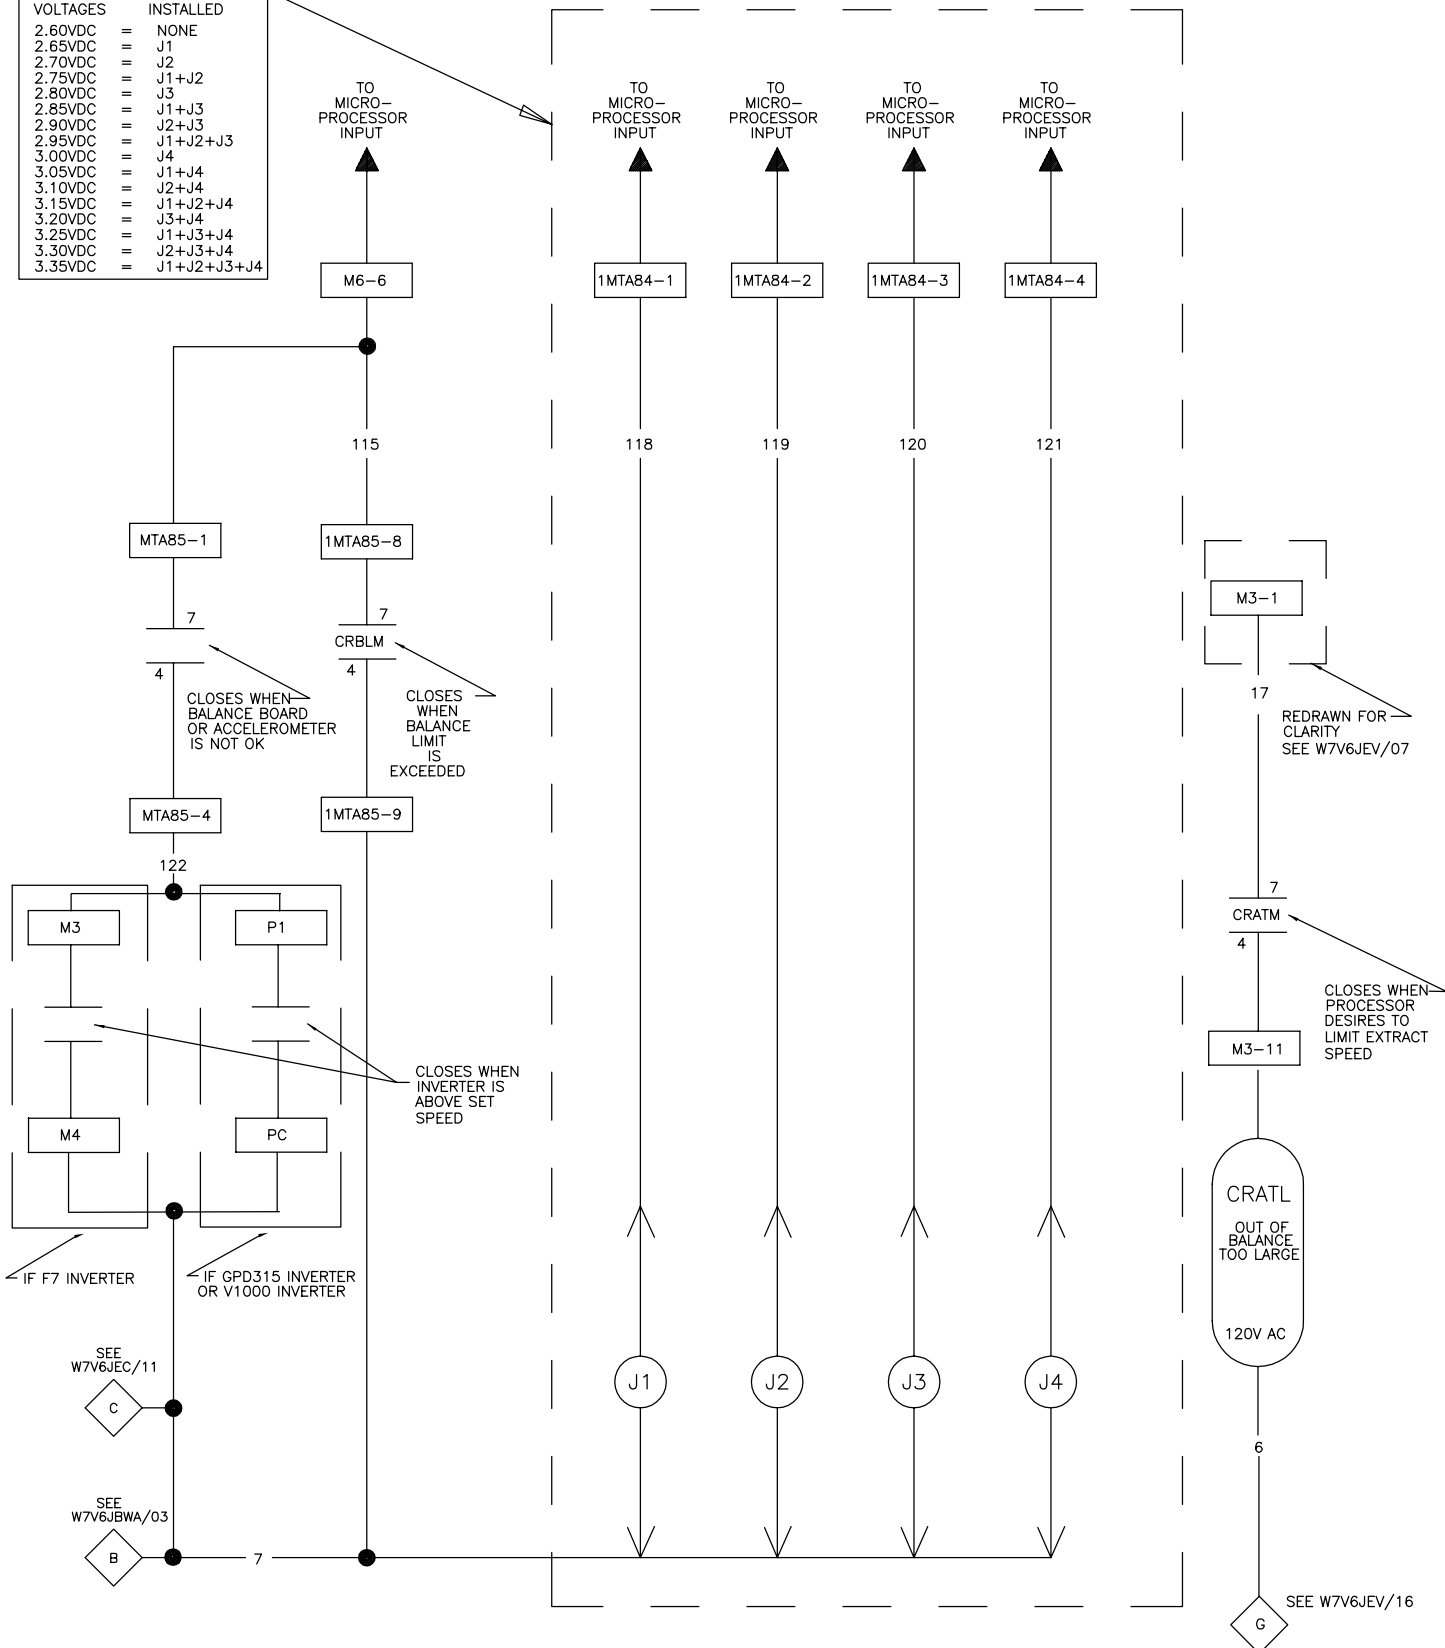 VOLTAGES INSTALLED
2.60VDC = NONE
2.65VDC = J1
2.70VDC = J2
2.75VDC = J1+J2
2.80VDC = J3
2.85VDC = J1+J3
2.90VDC = J2+J3
2.95VDC = J1+J2+J3
3.00VDC = J4
3.05VDC = J1+J4
3.10VDC = J2+J4
3.15VDC = J1+J2+J4
3.20VDC = J3+J4
3.25VDC = J1+J3+J4
3.30VDC = J2+J3+J4
3.35VDC = J1+J2+J3+J4
TO
MICRO-
PROCESSOR
INPUT
TO
MICRO-
PROCESSOR
INPUT
TO
MICRO-
PROCESSOR
INPUT
TO
MICRO-
PROCESSOR
INPUT
TO
MICRO-
PROCESSOR
INPUT
M6-6
1MTA84-1
1MTA84-2
1MTA84-3
1MTA84-4
115
118
119
120
121
MTA85-1
1MTA85-8
7
4
CLOSES WHEN
BALANCE BOARD
OR ACCELEROMETER
IS NOT OK
7
CRBLM
4
CLOSES
WHEN
BALANCE
LIMIT
IS
EXCEEDED
MTA85-4
1MTA85-9
122
M3
P1
CLOSES WHEN
INVERTER IS
ABOVE SET
SPEED
M4
PC
IF F7 INVERTER
IF GPD315 INVERTER
OR V1000 INVERTER
SEE
W7V6JEC/11
C
SEE
W7V6JBWA/03
B
7
J1
J2
J3
J4
M3-1
17
REDRAWN FOR
CLARITY
SEE W7V6JEV/07
7
CRATM
4
CLOSES WHEN
PROCESSOR
DESIRES TO
LIMIT EXTRACT
SPEED
M3-11
CRATL
OUT OF
BALANCE
TOO LARGE
120V AC
6
SEE W7V6JEV/16
G